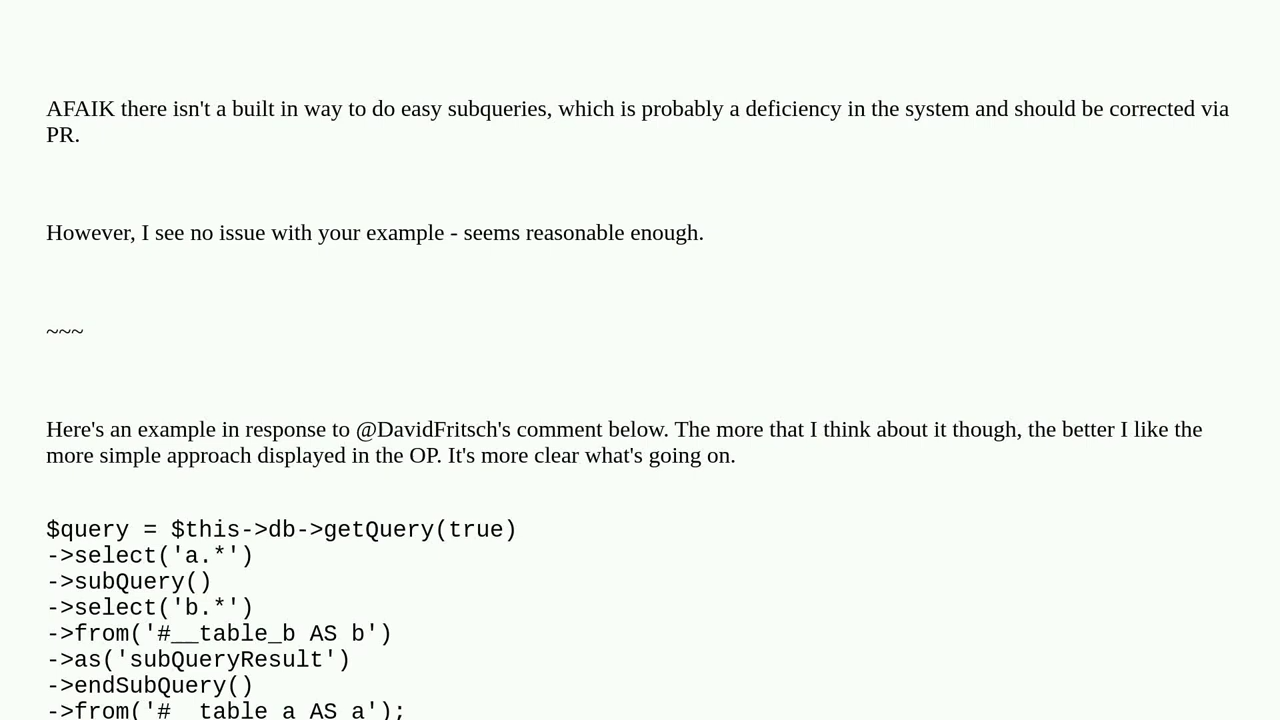 AFAIK there isn't a built in way to do easy subqueries, which is probably a deficiency in the system and should be corrected via
PR.
However, I see no issue with your example - seems reasonable enough.
~~~
Here's an example in response to @DavidFritsch's comment below. The more that I think about it though, the better I like the
more simple approach displayed in the OP. It's more clear what's going on.
$query = $this->db->getQuery(true)
->select('a.*')
->subQuery()
->select('b.*')
->from('#__table_b AS b')
->as('subQueryResult')
->endSubQuery()
->from('#__table_a AS a');